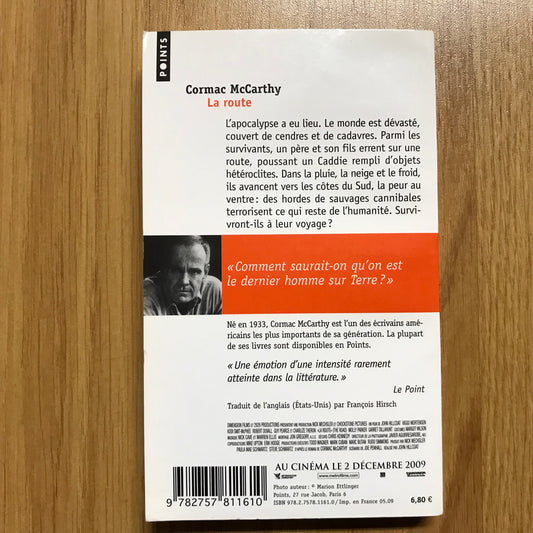 POINTS
Cormac McCarthy
La route
L'apocalypse a eu lieu. Le monde est dévasté,
couvert de cendres et de cadavres. Parmi les
survivants, un père et son fils errent sur une
route, poussant un Caddie rempli d'objets
hétéroclites. Dans la pluie, la neige et le froid,
ils avancent vers les côtes du Sud, la peur au
ventre : des hordes de sauvages cannibales
terrorisent ce qui reste de l'humanité. Survi-
vront-ils à leur voyage ?
« Comment saurait-on qu'on est
le dernier homme sur Terre ? »
Né en 1933, Cormac McCarthy est l'un des écrivains amé-
ricains les plus importants de sa génération. La plupart
de ses livres sont disponibles en Points.
« Une émotion d'une intensité rarement
atteinte dans la littérature. »
Le Point
Traduit de l'anglais (États-Unis) par François Hirsch
AU CINÉMA LE 2 DÉCEMBRE 2009
www.metrofilms.com
Photo auteur : © Marion Ettlinger
Points, 27 rue Jacob, Paris 6
ISBN 978.2.7578.1161.0 / Imp. en France 05.09
6,80 €
9 782757 811610